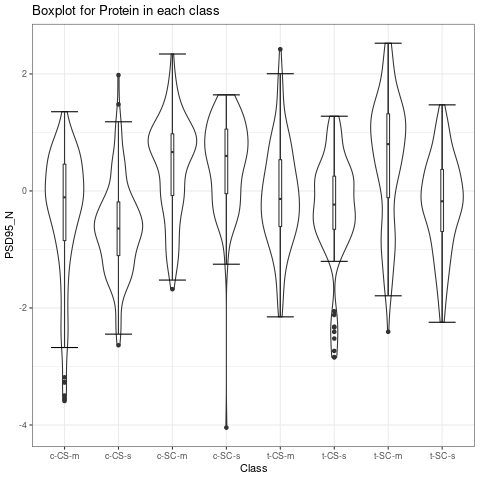 Boxplot for Protein in each class
PSD95_N
2
0
-2
-4
c-CS-m c-CS-s c-SC-m c-SC-s t-CS-m t-CS-s t-SC-m t-SC-s
Class